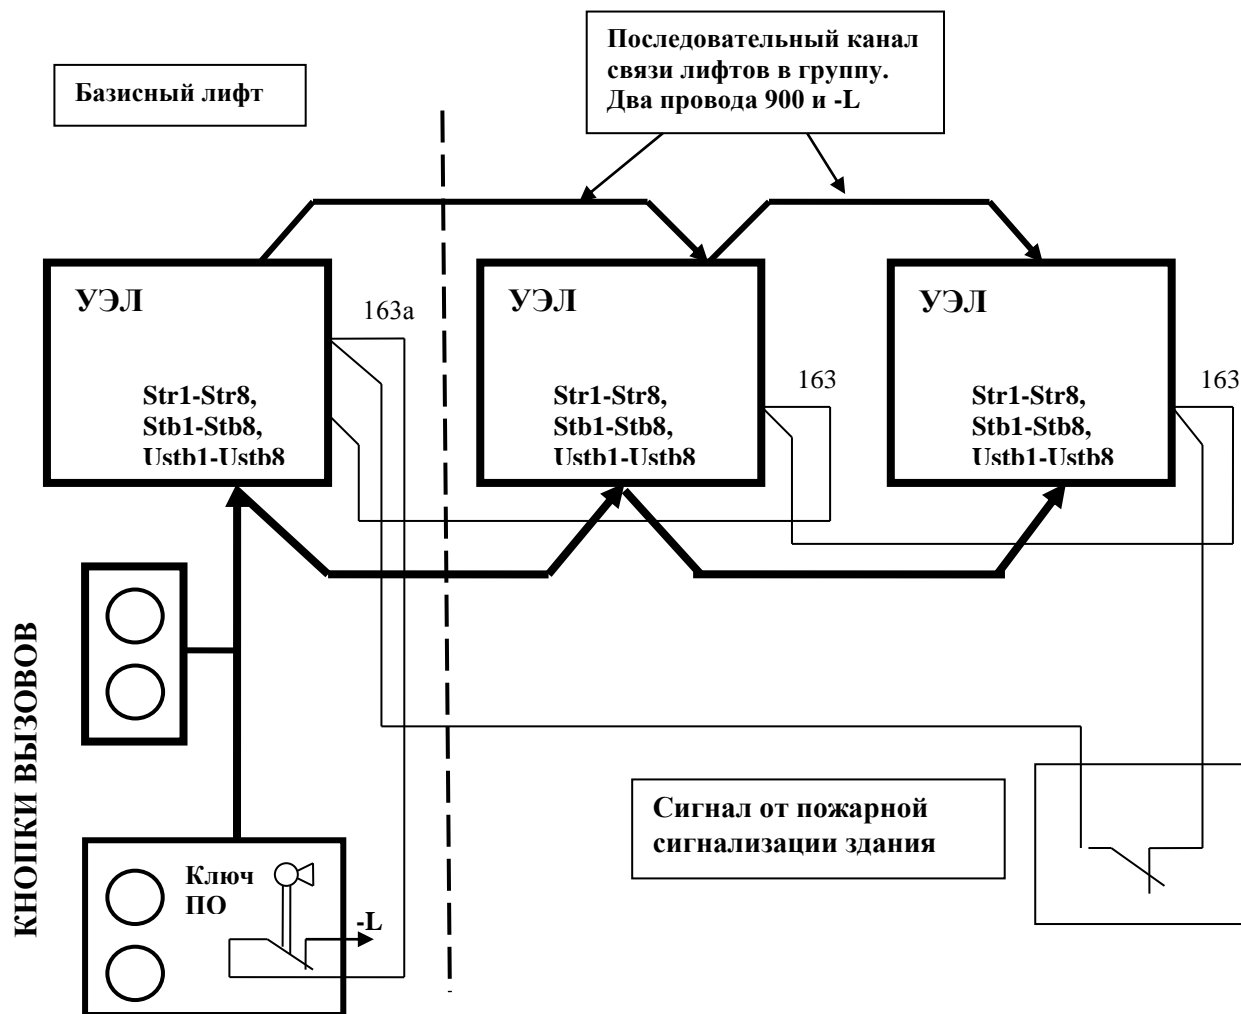 Последовательный канал
связи лифтов в группу.
Два провода 900 и -L
Базисный лифт
УЭЛ
163а
Str1-Str8,
Stb1-Stb8,
Ustb1-Ustb8
УЭЛ
163
Str1-Str8,
Stb1-Stb8,
Ustb1-Ustb8
УЭЛ
163
Str1-Str8,
Stb1-Stb8,
Ustb1-Ustb8
КНОПКИ ВЫЗОВОВ
Ключ
ПО
-L
Сигнал от пожарной
сигнализации здания